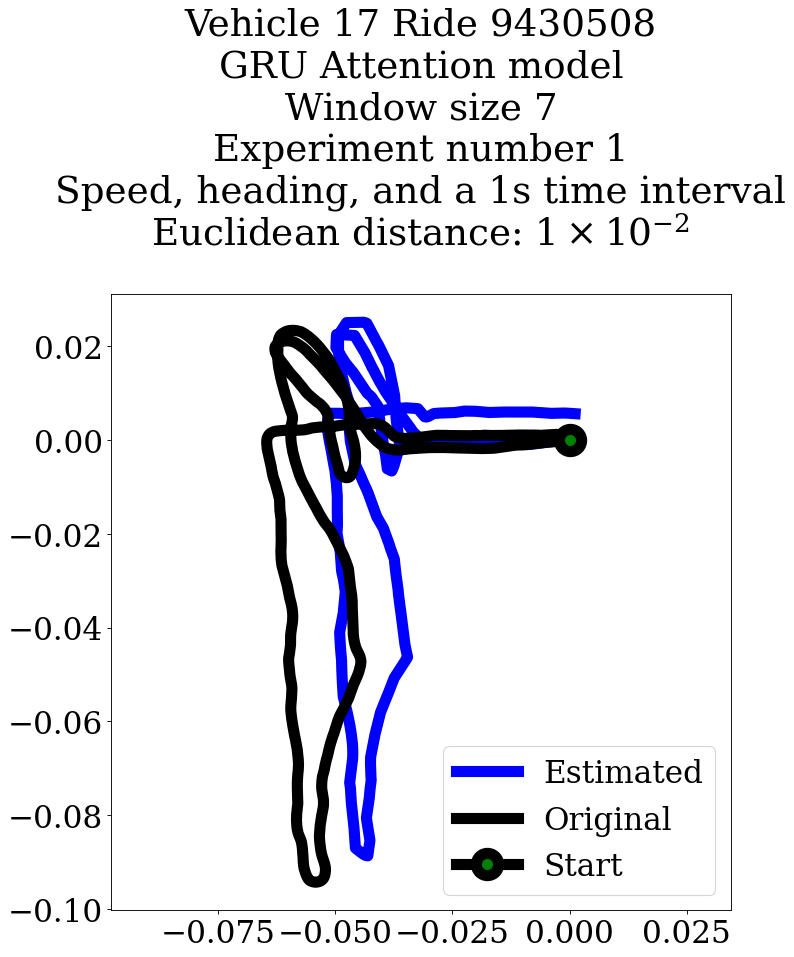 Vehicle 17 Ride 9430508
GRU Attention model
Window size 7
Experiment number 1
Speed, heading, and a 1s time interval
Euclidean distance: 1 × 10⁻²
0.02
0.00
−0.02
−0.04
−0.06
−0.08
−0.10
Estimated
Original
Start
−0.075 −0.050 −0.025 0.000 0.025